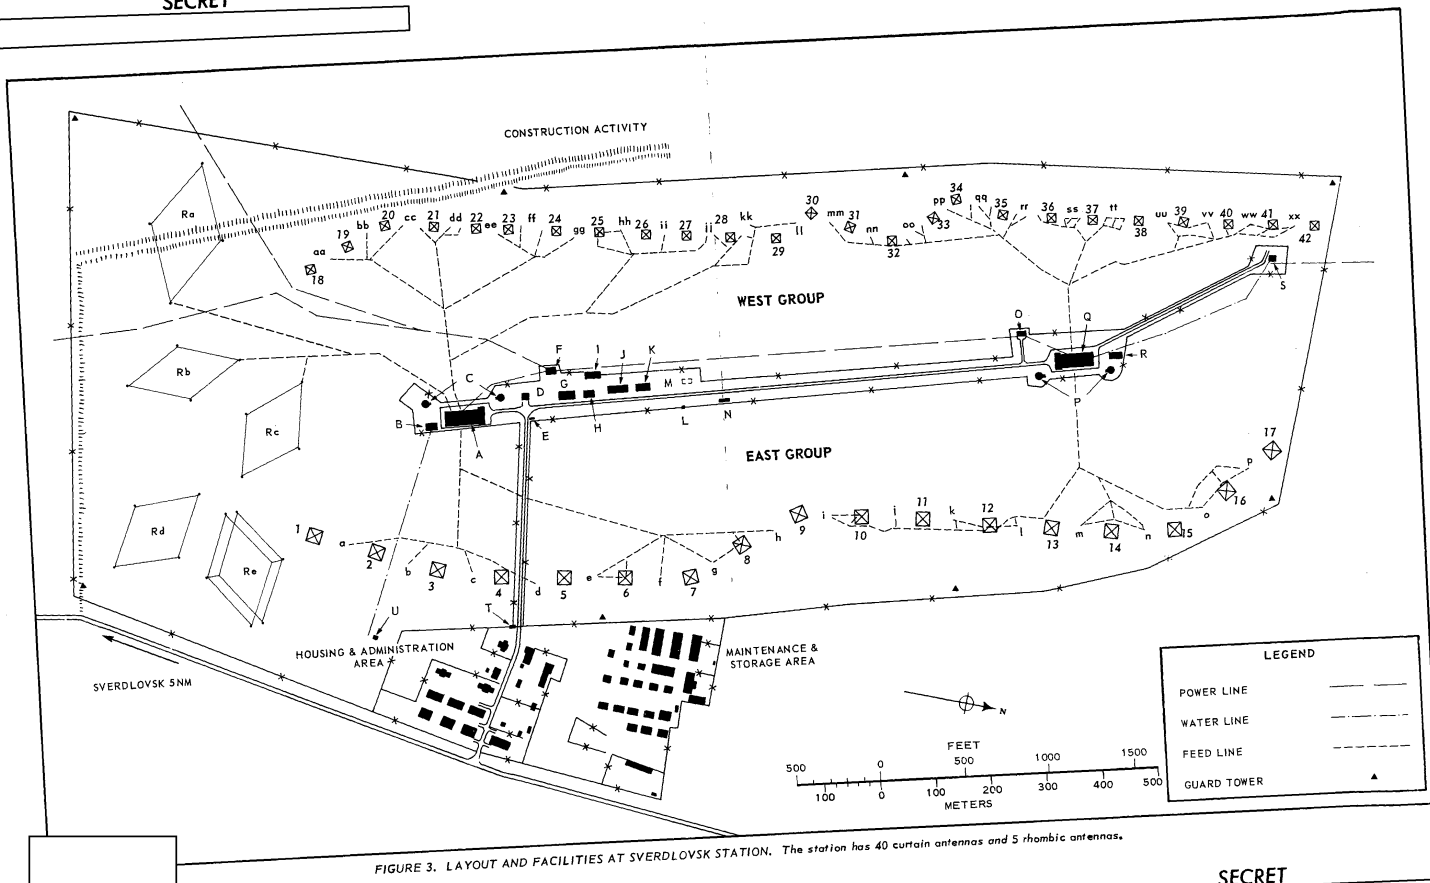 SECRET
CONSTRUCTION ACTIVITY
Ra
Rb
Rc
Rd
Re
aa bb cc dd ee ff gg hh ii jj kk ll mm nn oo pp qq rr ss tt uu vv ww xx
18 19 20 21 22 23 24 25 26 27 28 29 30 31 32 33 34 35 36 37 38 39 40 41 42
WEST GROUP
A B C D E F G H I J K L M N O P Q R S T U
EAST GROUP
1 2 3 4 5 6 7 8 9 10 11 12 13 14 15 16 17
a b c d e f g h i j k l m n o p
HOUSING & ADMINISTRATION
AREA
MAINTENANCE &
STORAGE AREA
SVERDLOVSK 5NM
N
FEET
500 0 500 1000 1500
100 0 100 200 300 400 500
METERS
LEGEND
POWER LINE
WATER LINE
FEED LINE
GUARD TOWER
FIGURE 3. LAYOUT AND FACILITIES AT SVERDLOVSK STATION. The station has 40 curtain antennas and 5 rhombic antennas.
SECRET